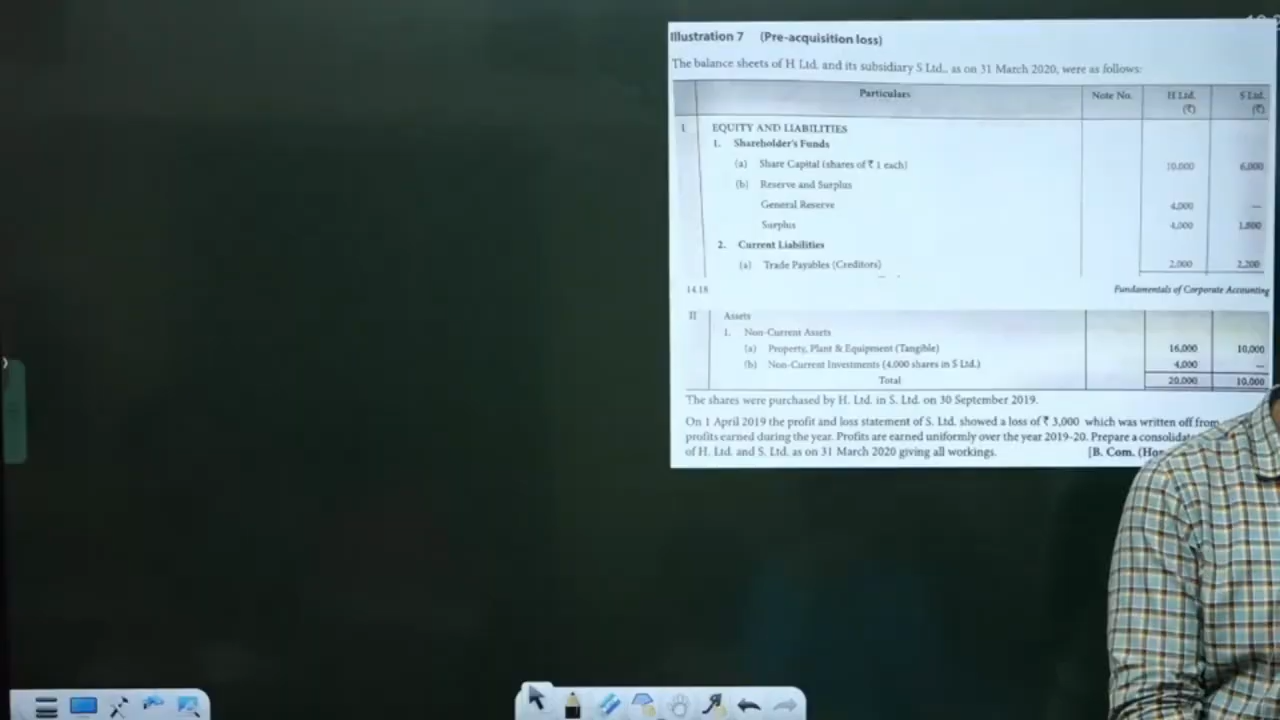 Illustration 7 (Pre-acquisition loss)
The balance sheets of H Ltd. and its subsidiary S Ltd., as on 31 March 2020, were as follows:
Particulars Note No. H Ltd. (₹) S Ltd. (₹)
I EQUITY AND LIABILITIES
1. Shareholder's Funds
(a) Share Capital (shares of ₹ 1 each) 10,000 6,000
(b) Reserve and Surplus
General Reserve 4,000 —
Surplus 4,000 1,800
2. Current Liabilities
(a) Trade Payables (Creditors) 2,000 2,200
14.18 Fundamentals of Corporate Accounting
II Assets
1. Non-Current Assets
(a) Property, Plant & Equipment (Tangible) 16,000 10,000
(b) Non-Current Investments (4,000 shares in S Ltd.) 4,000 —
Total 20,000 10,000
The shares were purchased by H. Ltd. in S. Ltd. on 30 September 2019.
On 1 April 2019 the profit and loss statement of S. Ltd. showed a loss of ₹ 3,000 which was written off from
profits earned during the year. Profits are earned uniformly over the year 2019-20. Prepare a
of H. Ltd. and S. Ltd. as on 31 March 2020 giving all workings. [B. Com.